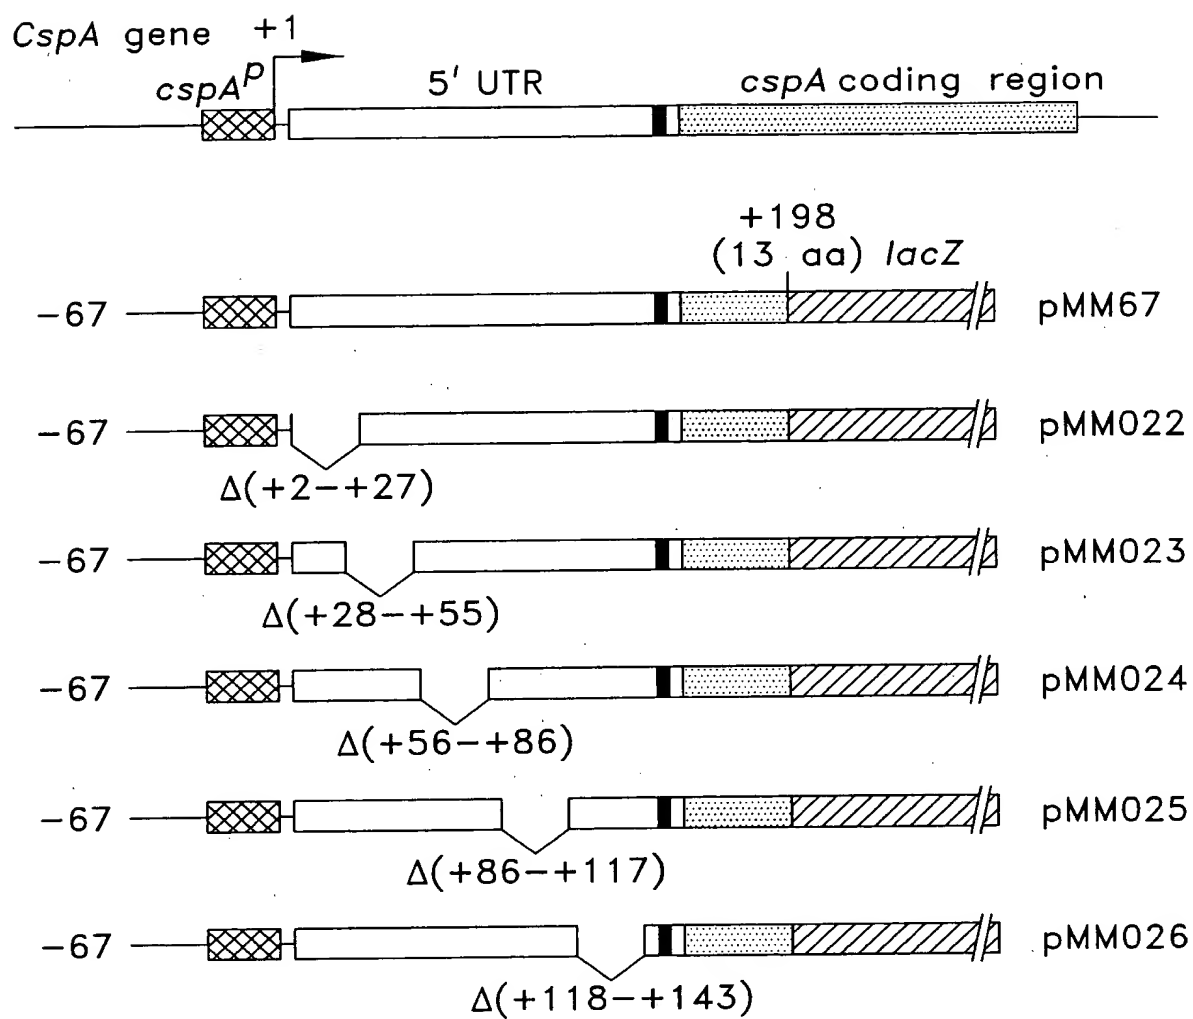 CspA gene +1
cspAP
5' UTR
cspA coding region
+198
(13 aa) lacZ
-67
pMM67
-67
pMM022
Δ(+2-+27)
-67
pMM023
Δ(+28-+55)
-67
pMM024
Δ(+56-+86)
-67
pMM025
Δ(+86-+117)
-67
pMM026
Δ(+118-+143)